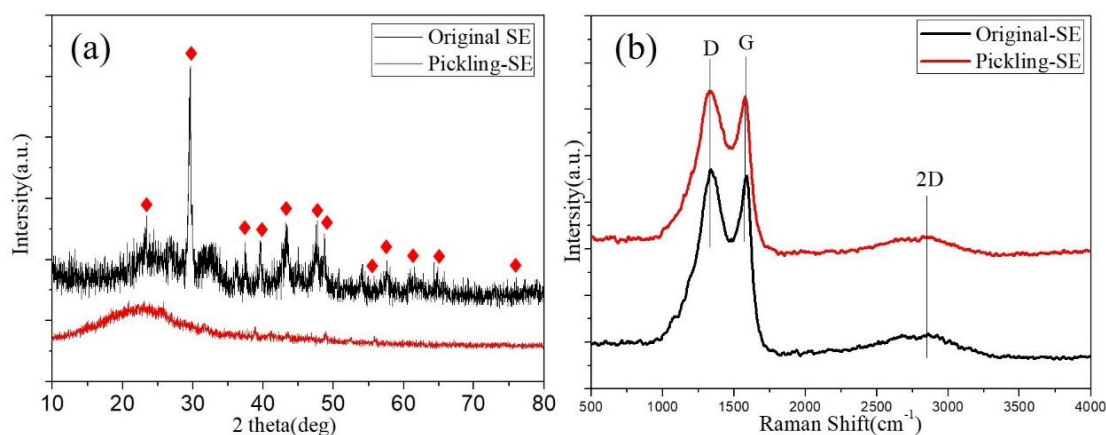 (a)
Original SE
Pickling-SE
Intersity(a.u.)
10 20 30 40 50 60 70 80
2 theta(deg)
(b)
D G
Original-SE
Pickling-SE
2D
Intersity(a.u.)
500 1000 1500 2000 2500 3000 3500 4000
Raman Shift(cm⁻¹)